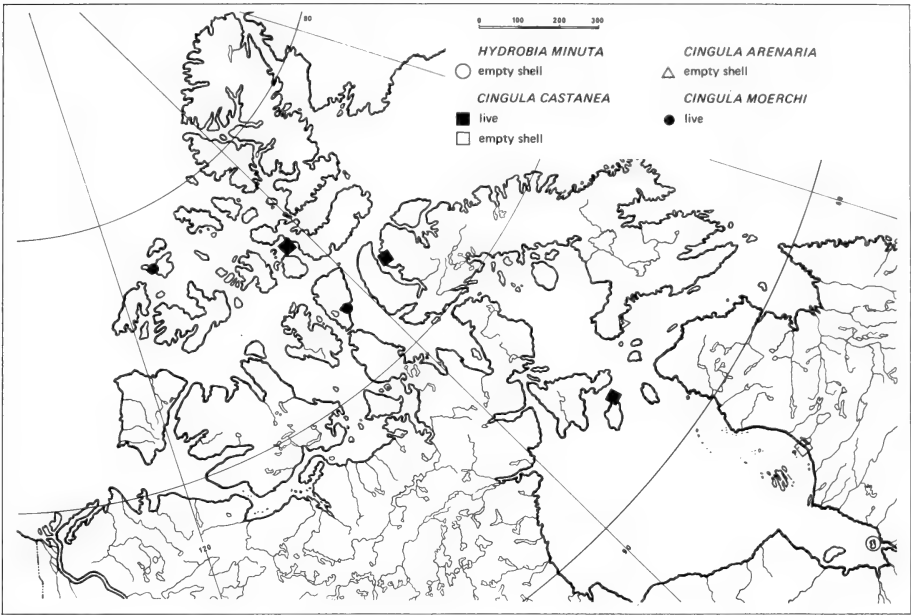 80
0 100 200 300
HYDROBIA MINUTA
empty shell
CINGULA CASTANEA
live
empty shell
CINGULA ARENARIA
empty shell
CINGULA MOERCHI
live
120